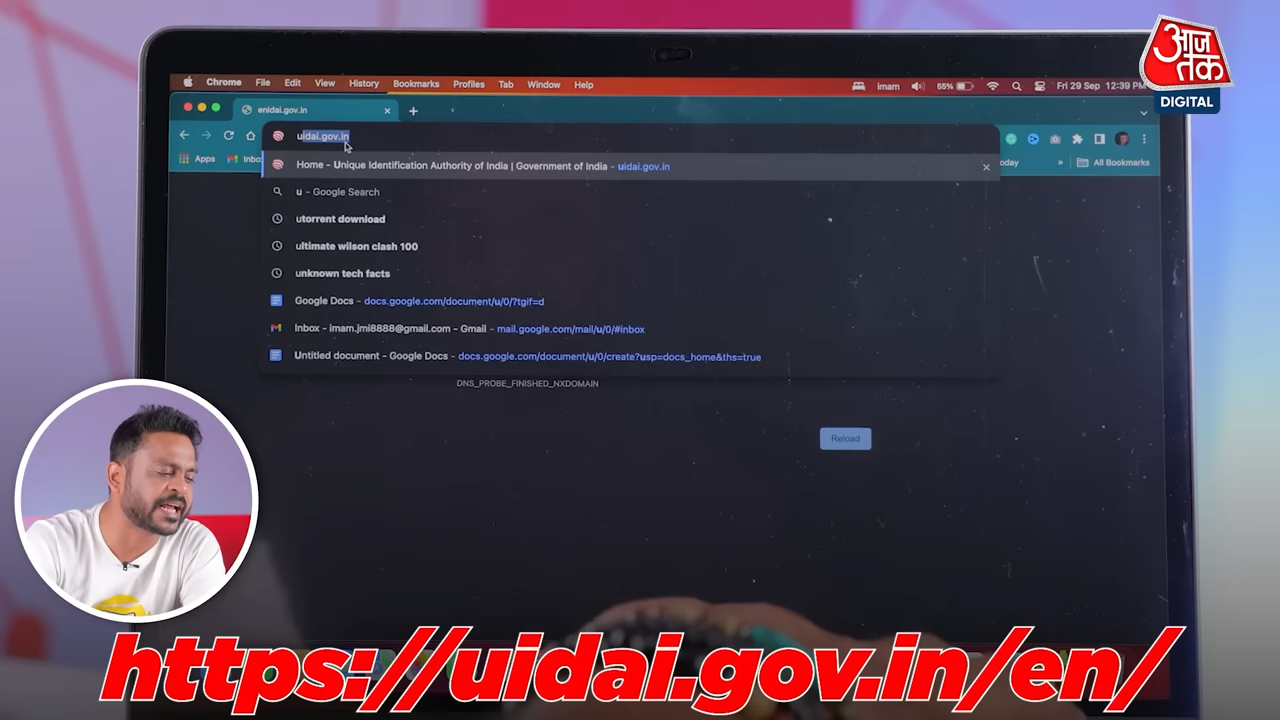 आज
तक
DIGITAL
Chrome File Edit View History Bookmarks Profiles Tab Window Help Imam 55% Fri 29 Sep 12:39 PM
enidai.gov.in
uidai.gov.in
Apps Inbo oday » All Bookmarks
Home - Unique Identification Authority of India | Government of India - uidai.gov.in
u - Google Search
utorrent download
ultimate wilson clash 100
unknown tech facts
Google Docs - docs.google.com/document/u/0/?tgif=d
Inbox - imam.jmi8888@gmail.com - Gmail - mail.google.com/mail/u/0/#inbox
Untitled document - Google Docs - docs.google.com/document/u/0/create?usp=docs_home&ths=true
DNS_PROBE_FINISHED_NXDOMAIN
Reload
https://uidai.gov.in/en/